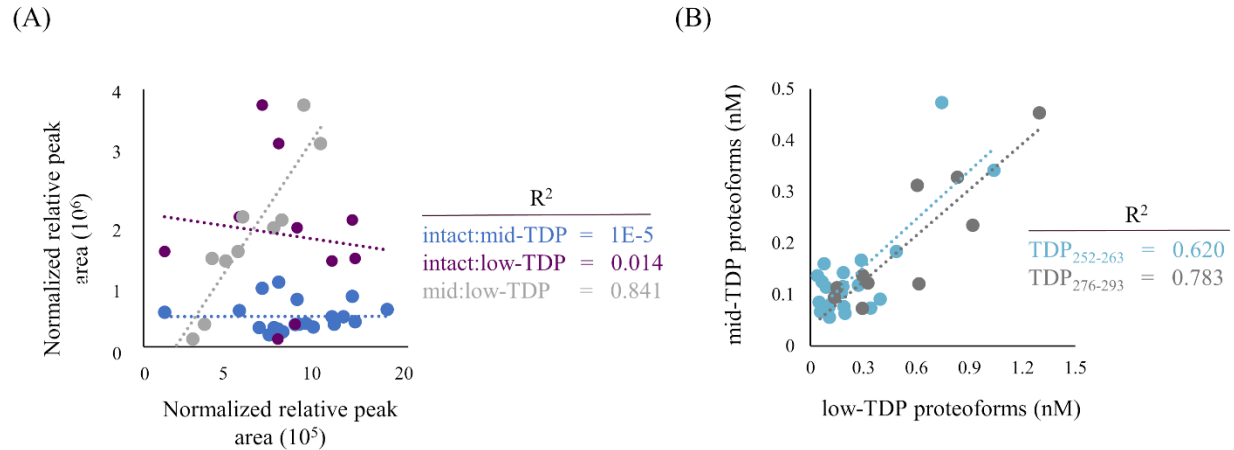 (A)
Normalized relative peak
area (10⁶)
4
3
2
1
0
0 5 10 20
Normalized relative peak
area (10⁵)
R²
intact:mid-TDP = 1E-5
intact:low-TDP = 0.014
mid:low-TDP = 0.841
(B)
mid-TDP proteoforms (nM)
0.5
0.4
0.3
0.2
0.1
0
0 0.3 0.6 0.9 1.2 1.5
low-TDP proteoforms (nM)
R²
TDP₂₅₂₋₂₆₃ = 0.620
TDP₂₇₆₋₂₉₃ = 0.783